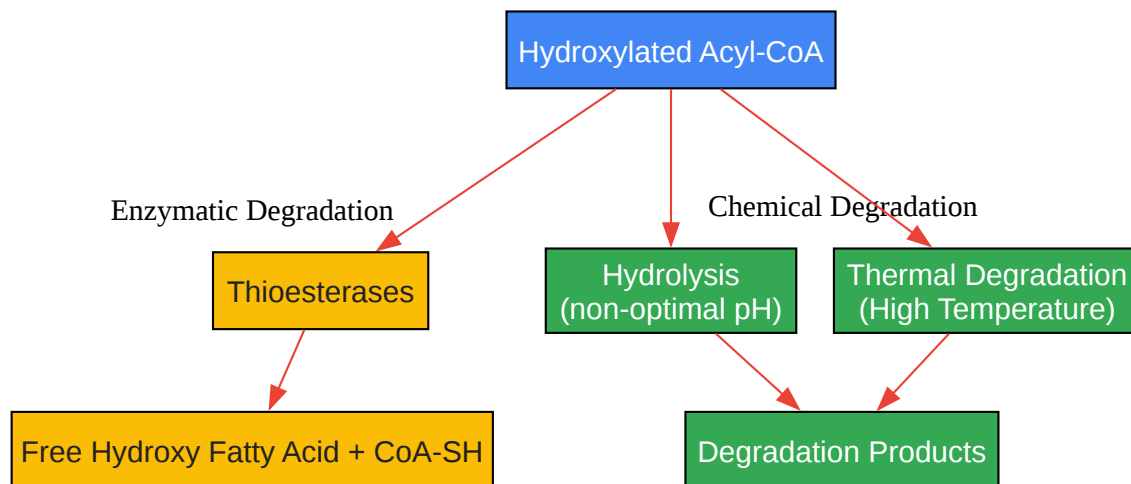 Hydroxylated Acyl-CoA
Enzymatic Degradation
Chemical Degradation
Thioesterases
Hydrolysis
(non-optimal pH)
Thermal Degradation
(High Temperature)
Free Hydroxy Fatty Acid + CoA-SH
Degradation Products